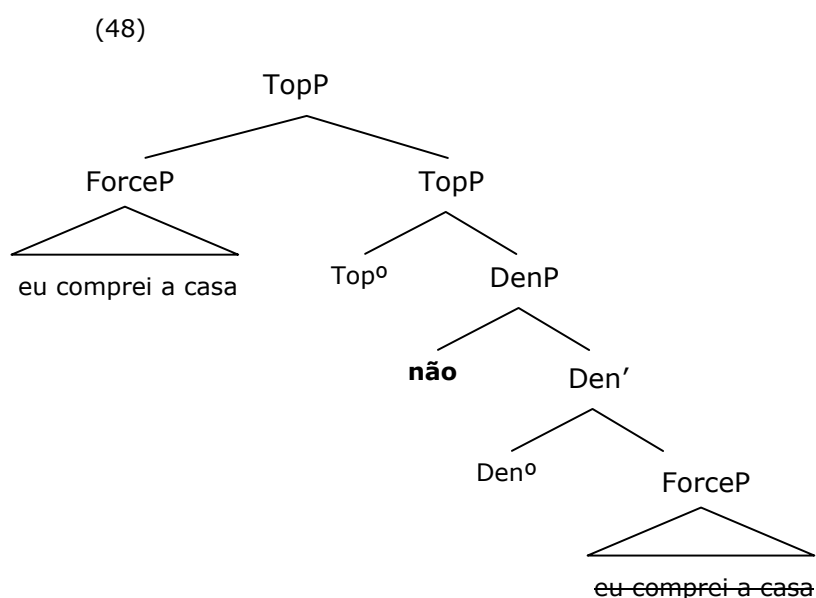 (48)
TopP
ForceP TopP
eu comprei a casa Topº DenP
não Den’
Denº ForceP
eu comprei a casa